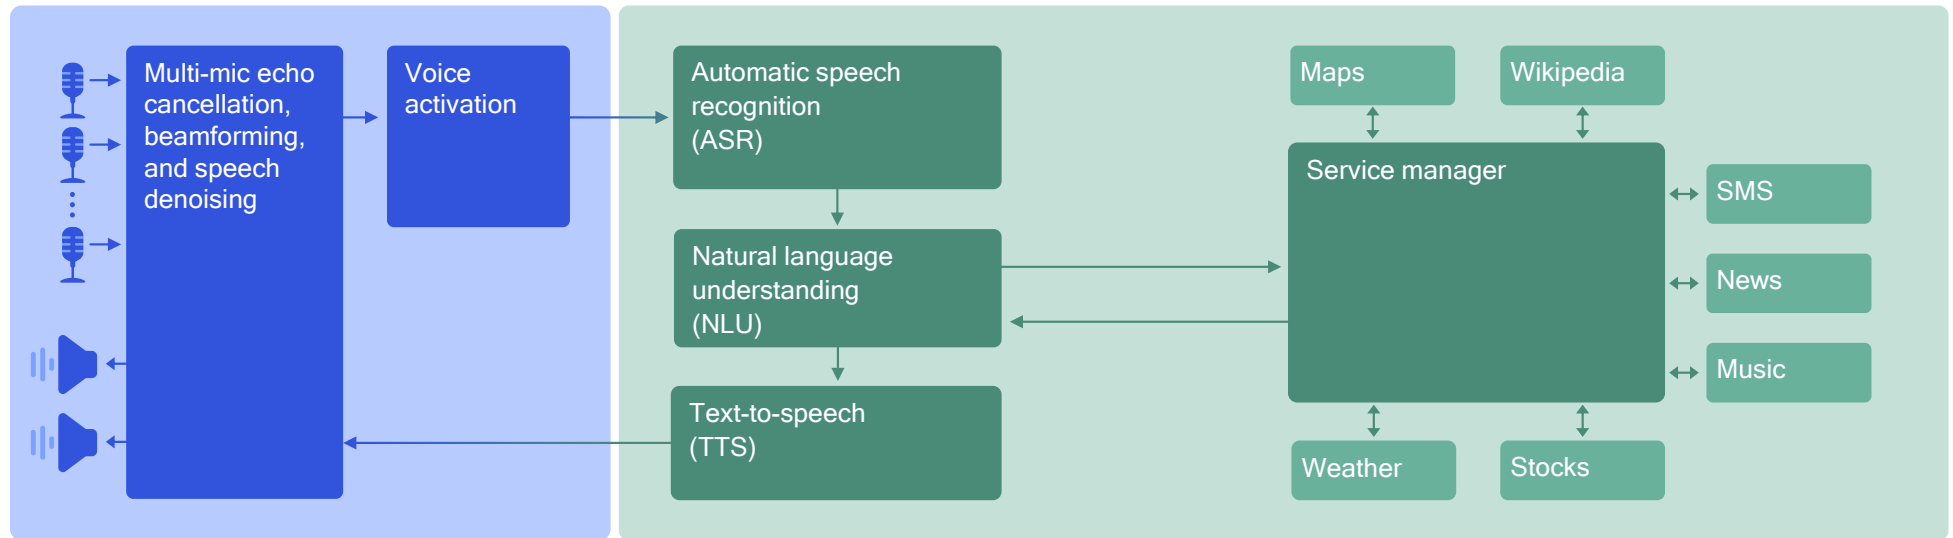 Multi-mic echo
cancellation,
beamforming,
and speech
denoising
Voice
activation
Automatic speech
recognition
(ASR)
Natural language
understanding
(NLU)
Text-to-speech
(TTS)
Maps
Wikipedia
Service manager
SMS
News
Music
Weather
Stocks